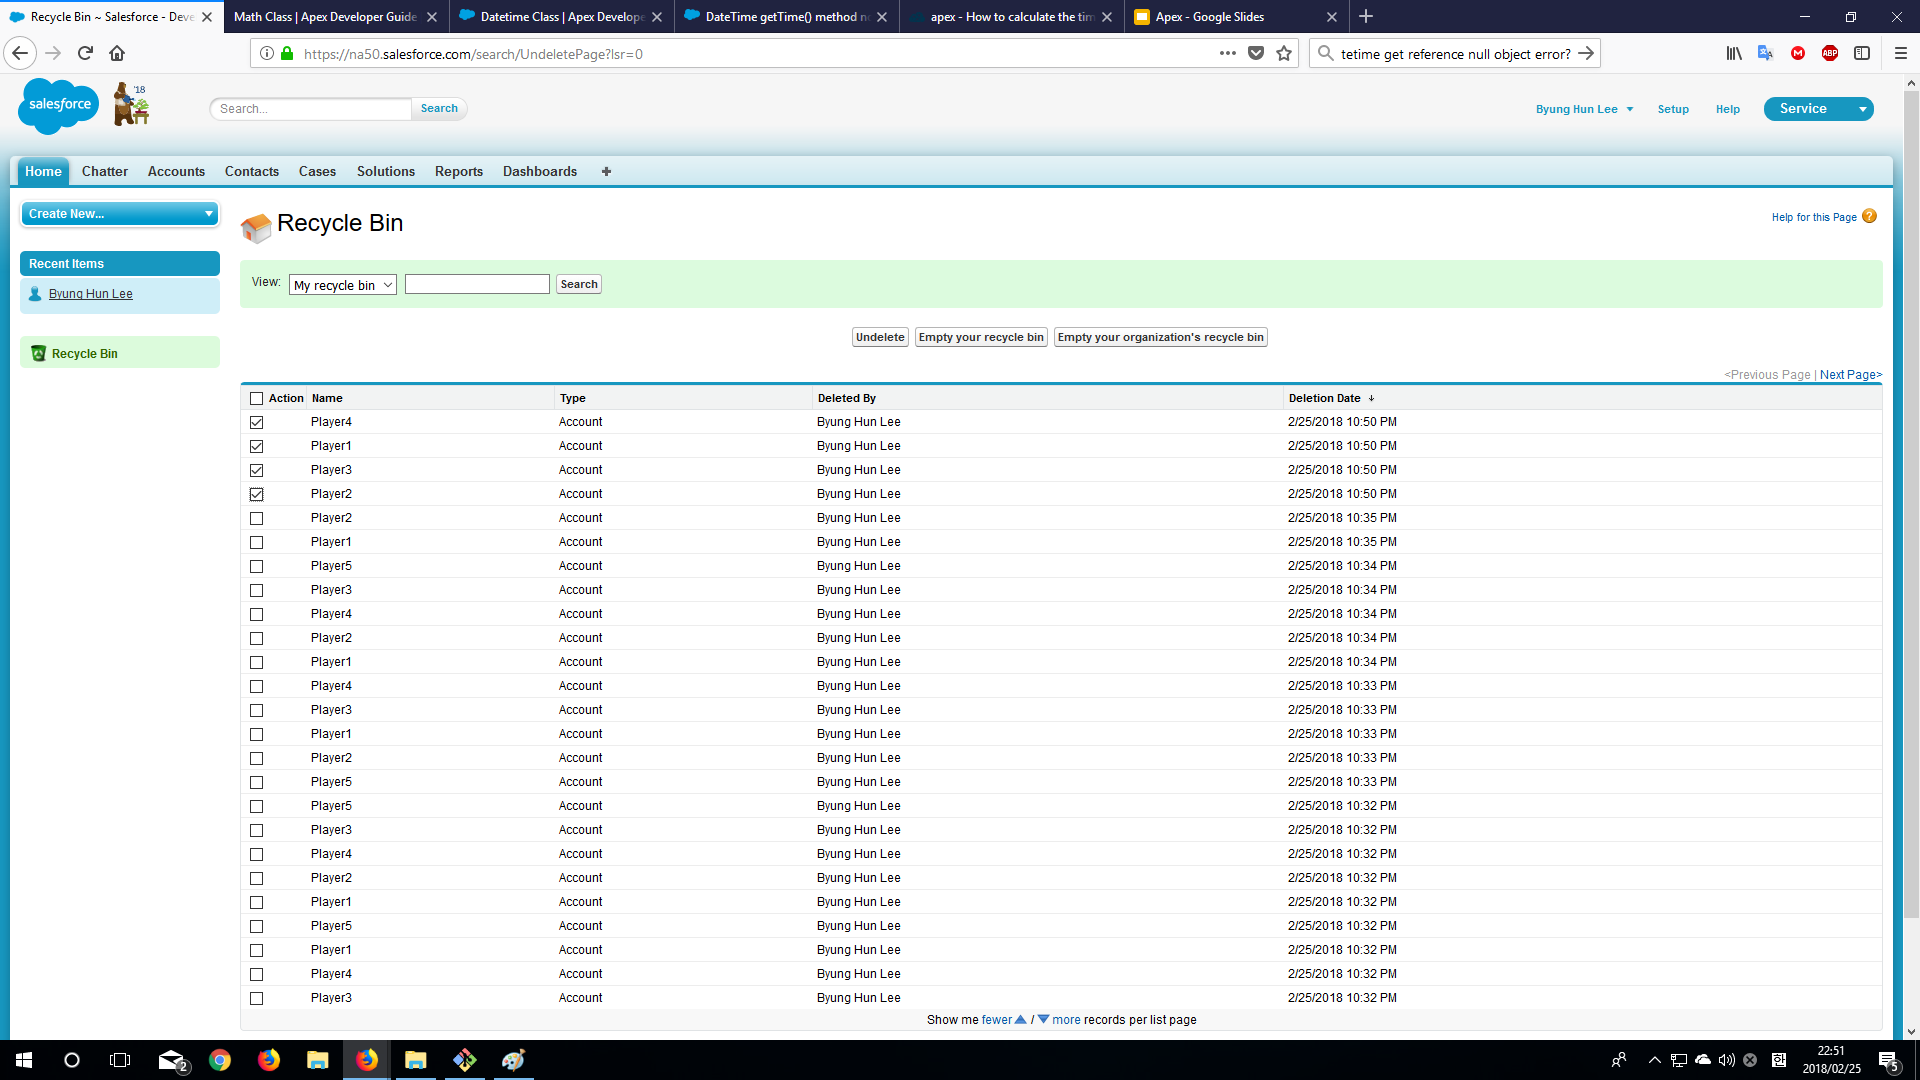 Recycle Bin ~ Salesforce - Deve
Math Class | Apex Developer Guide
Datetime Class | Apex Develope
DateTime getTime() method n
apex - How to calculate the tim
Apex - Google Slides
https://na50.salesforce.com/search/UndeletePage?lsr=0
tetime get reference null object error?
ABP
salesforce
'18
Search...
Search
Byung Hun Lee
Setup
Help
Service
Home Chatter Accounts Contacts Cases Solutions Reports Dashboards +
Create New...
Recent Items
Byung Hun Lee
Recycle Bin
Recycle Bin
Help for this Page ?
View: My recycle bin Search
Undelete Empty your recycle bin Empty your organization's recycle bin
<Previous Page | Next Page>
Action Name Type Deleted By Deletion Date
Player4 Account Byung Hun Lee 2/25/2018 10:50 PM
Player1 Account Byung Hun Lee 2/25/2018 10:50 PM
Player3 Account Byung Hun Lee 2/25/2018 10:50 PM
Player2 Account Byung Hun Lee 2/25/2018 10:50 PM
Player2 Account Byung Hun Lee 2/25/2018 10:35 PM
Player1 Account Byung Hun Lee 2/25/2018 10:35 PM
Player5 Account Byung Hun Lee 2/25/2018 10:34 PM
Player3 Account Byung Hun Lee 2/25/2018 10:34 PM
Player4 Account Byung Hun Lee 2/25/2018 10:34 PM
Player2 Account Byung Hun Lee 2/25/2018 10:34 PM
Player1 Account Byung Hun Lee 2/25/2018 10:34 PM
Player4 Account Byung Hun Lee 2/25/2018 10:33 PM
Player3 Account Byung Hun Lee 2/25/2018 10:33 PM
Player1 Account Byung Hun Lee 2/25/2018 10:33 PM
Player2 Account Byung Hun Lee 2/25/2018 10:33 PM
Player5 Account Byung Hun Lee 2/25/2018 10:33 PM
Player5 Account Byung Hun Lee 2/25/2018 10:32 PM
Player3 Account Byung Hun Lee 2/25/2018 10:32 PM
Player4 Account Byung Hun Lee 2/25/2018 10:32 PM
Player2 Account Byung Hun Lee 2/25/2018 10:32 PM
Player1 Account Byung Hun Lee 2/25/2018 10:32 PM
Player5 Account Byung Hun Lee 2/25/2018 10:32 PM
Player1 Account Byung Hun Lee 2/25/2018 10:32 PM
Player4 Account Byung Hun Lee 2/25/2018 10:32 PM
Player3 Account Byung Hun Lee 2/25/2018 10:32 PM
Show me fewer / more records per list page
2
22:51
2018/02/25
5